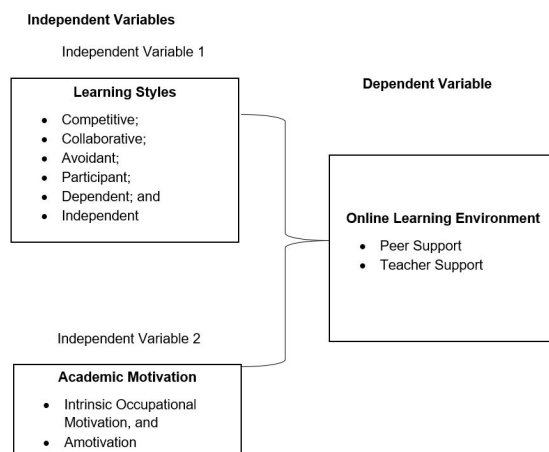 Independent Variables
Independent Variable 1
Learning Styles
• Competitive;
• Collaborative;
• Avoidant;
• Participant;
• Dependent; and
• Independent
Dependent Variable
Online Learning Environment
• Peer Support
• Teacher Support
Independent Variable 2
Academic Motivation
• Intrinsic Occupational
Motivation, and
• Amotivation